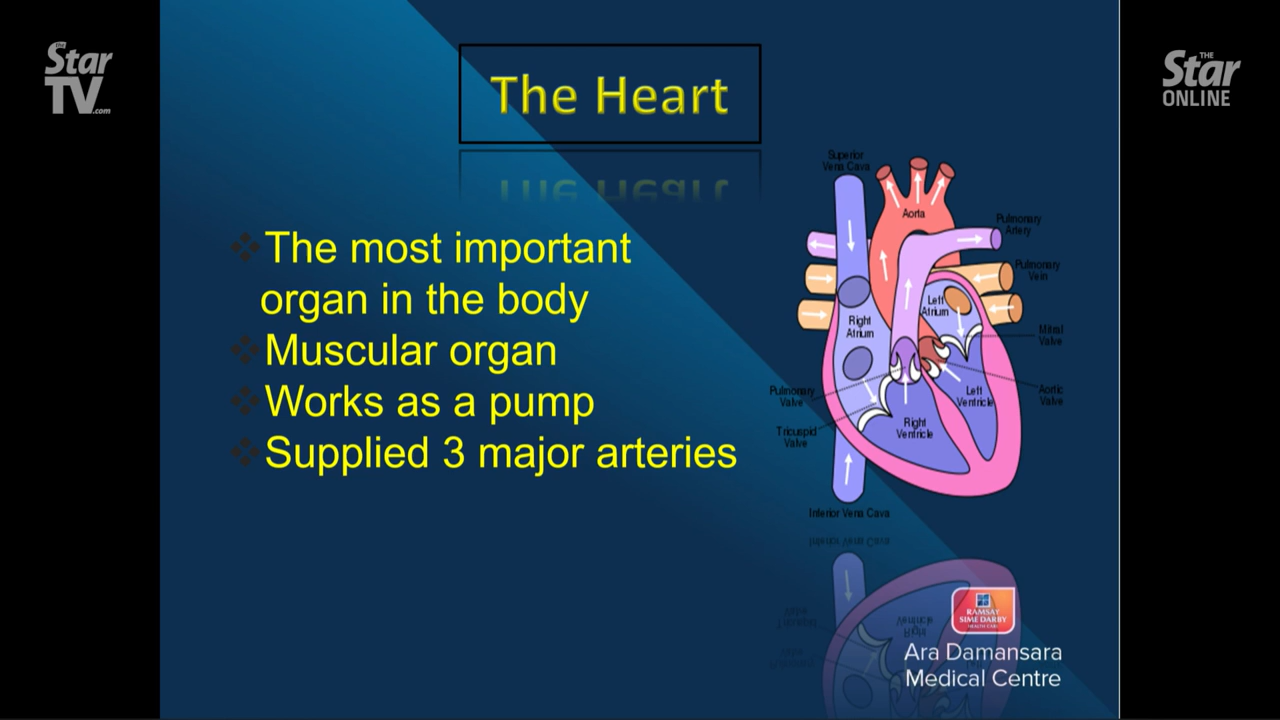 The Star TV.com
THE Star ONLINE
The Heart
The most important
organ in the body
Muscular organ
Works as a pump
Supplied 3 major arteries
Superior
Vena Cava
Aorta
Pulmonary
Artery
Pulmonary
Vein
Left
Atrium
Right
Atrium
Mitral
Valve
Pulmonary
Valve
Aortic
Valve
Left
Ventricle
Right
Ventricle
Tricuspid
Valve
Inferior Vena Cava
RAMSAY
SIME DARBY
HEALTH CARE
Ara Damansara
Medical Centre